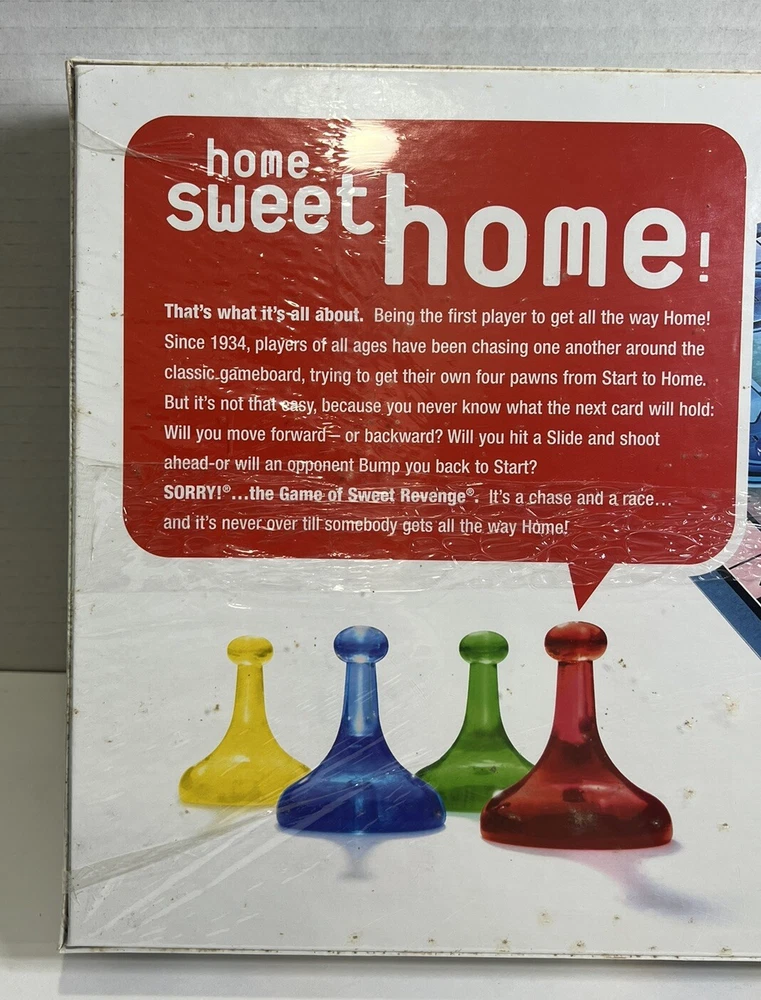 home
sweet home!
That's what it's all about. Being the first player to get all the way Home!
Since 1934, players of all ages have been chasing one another around the
classic gameboard, trying to get their own four pawns from Start to Home.
But it's not that easy, because you never know what the next card will hold:
Will you move forward – or backward? Will you hit a Slide and shoot
ahead-or will an opponent Bump you back to Start?
SORRY!®...the Game of Sweet Revenge®. It's a chase and a race...
and it's never over till somebody gets all the way Home!